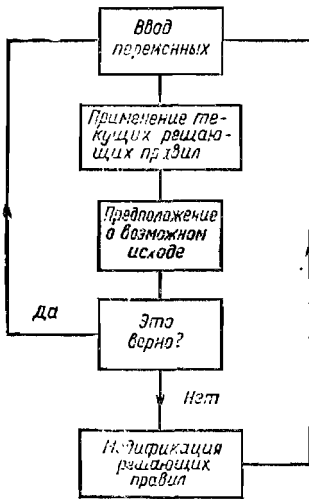 Ввод
переменных
Применение те-
кущих решаю-
щих правил
Предположение
о возможном
исходе
Да
Это
верно?
Нет
Модификация
решающих
правил